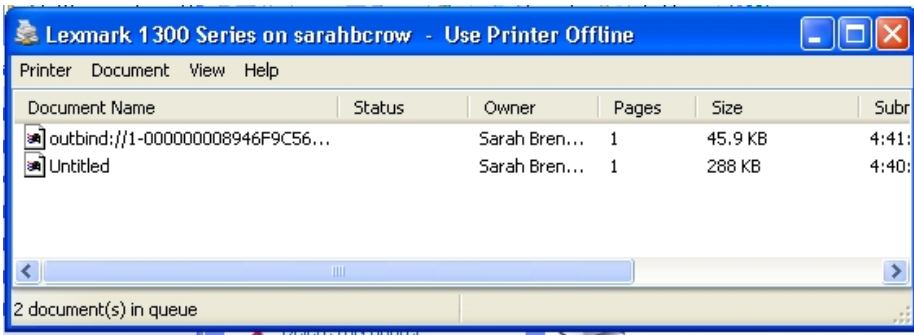 Lexmark 1300 Series on sarahbcrow - Use Printer Offline
Printer Document View Help
Document Name Status Owner Pages Size Subr
outbind://1-000000008946F9C56... Sarah Bren... 1 45.9 KB 4:41:
Untitled Sarah Bren... 1 288 KB 4:40:
2 document(s) in queue